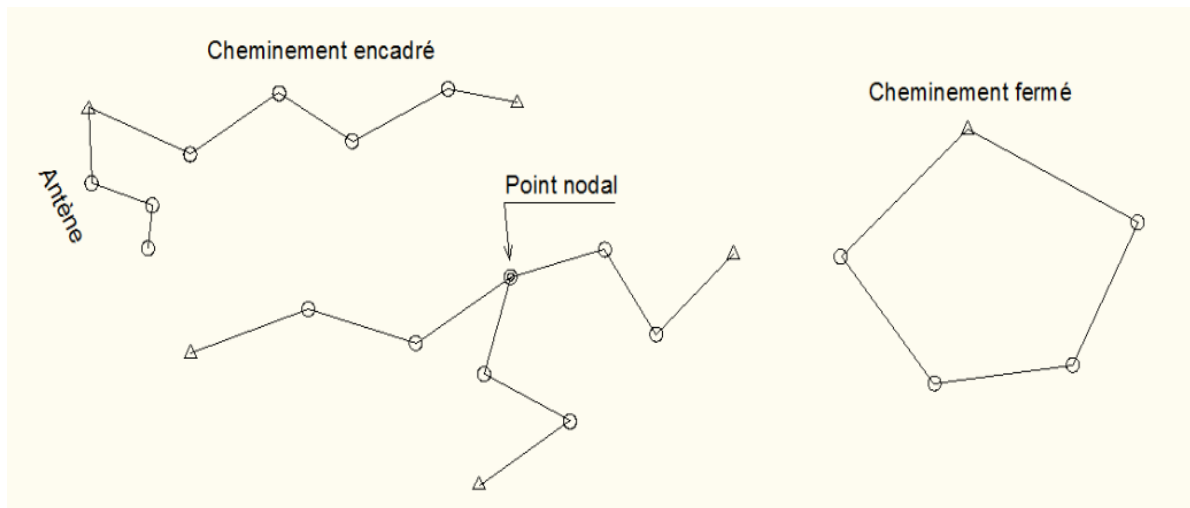 Cheminement encadré
Cheminement fermé
Antène
Point nodal